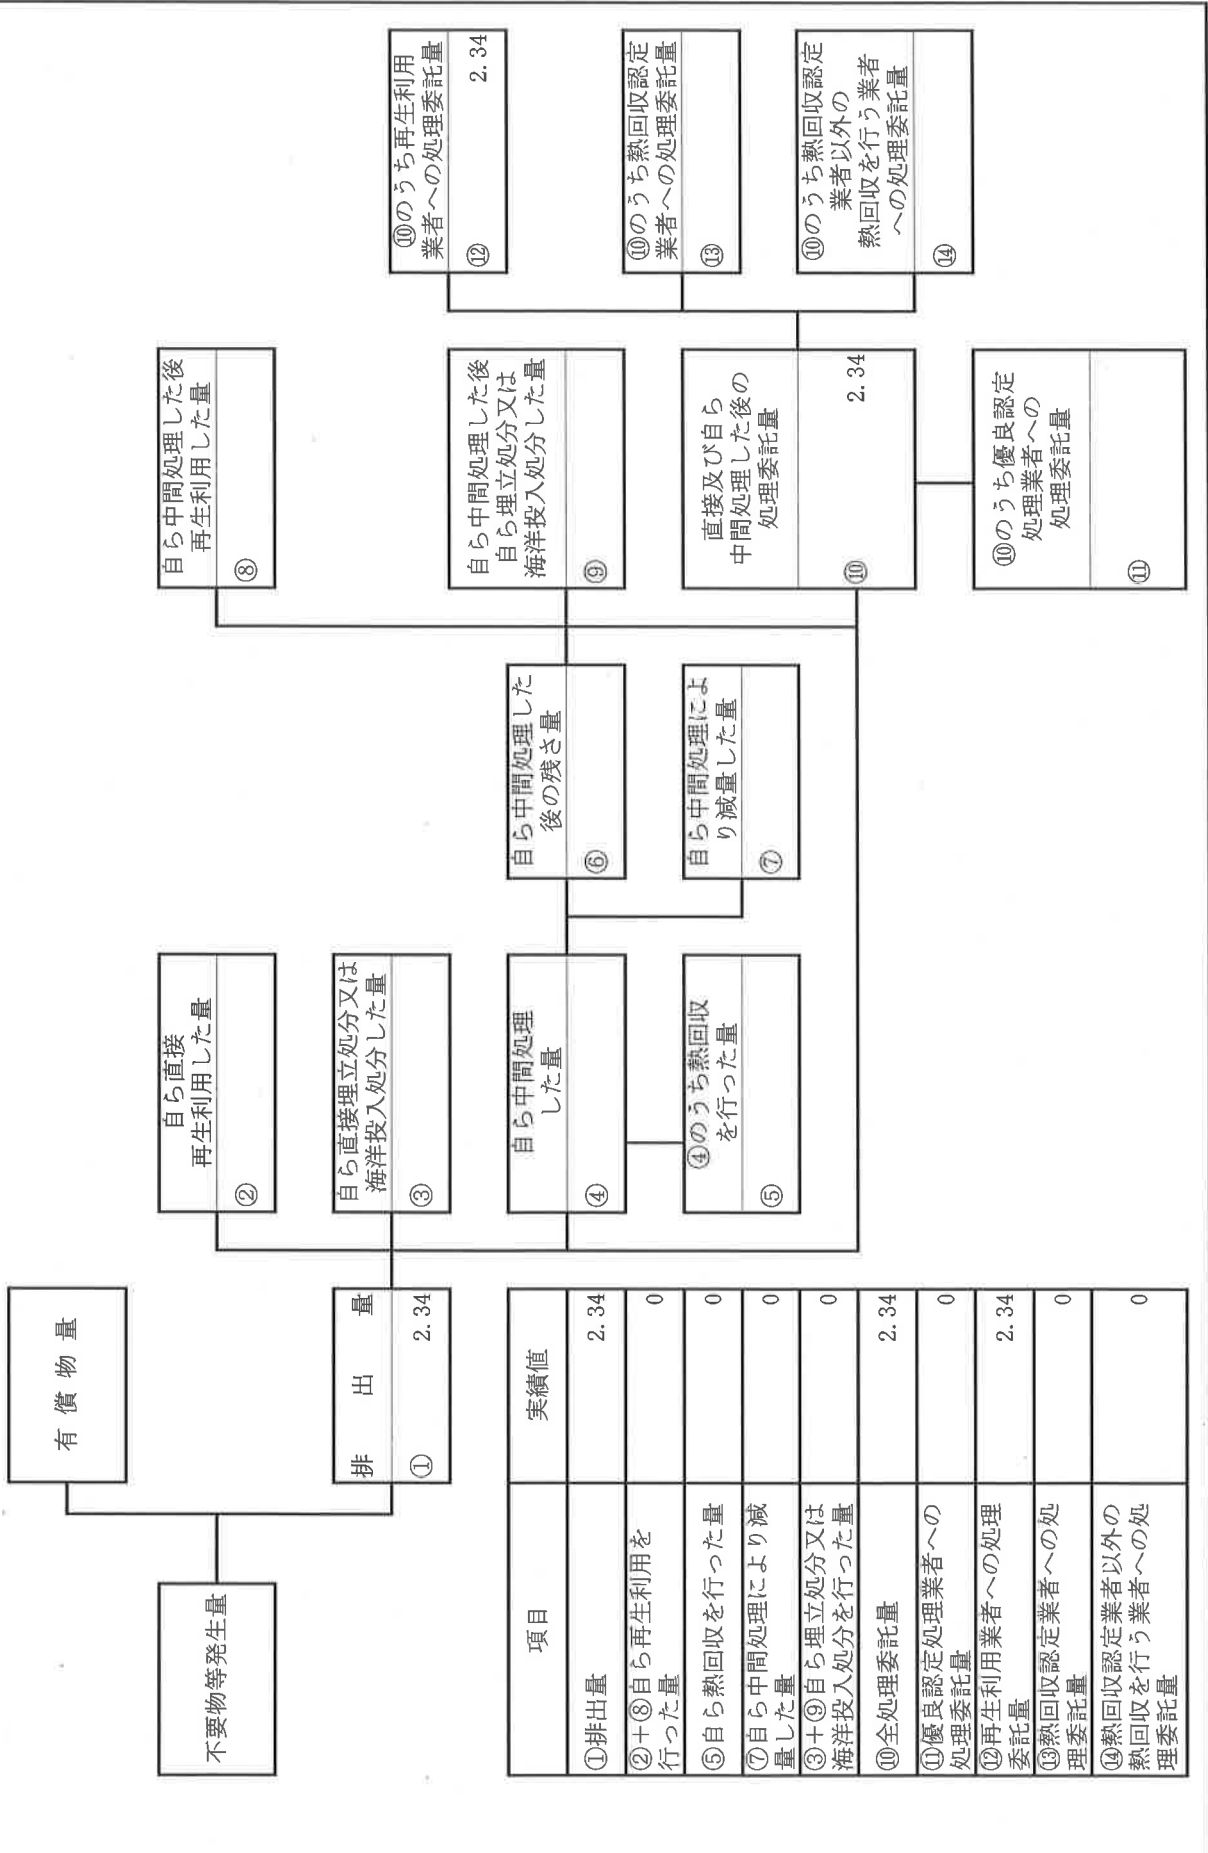 有償物量
不要物等発生量
排出量
① 2.34
自ら直接
再生利用した量
②
自ら直接埋立処分又は
海洋投入処分した量
③
自ら中間処理
した量
④
④のうち熱回収
を行った量
⑤
自ら中間処理した
後の残さ量
⑥
自ら中間処理によ
り減量した量
⑦
自ら中間処理した後
再生利用した量
⑧
自ら中間処理した後
自ら埋立処分又は
海洋投入処分した量
⑨
直接及び自ら
中間処理した後の
処理委託量
⑩ 2.34
⑩のうち優良認定
処理業者への
処理委託量
⑪
⑩のうち再生利用
業者への処理委託量
⑫ 2.34
⑩のうち熱回収認定
業者への処理委託量
⑬
⑩のうち熱回収認定
業者以外の
熱回収を行う業者
への処理委託量
⑭
項目 実績値
①排出量 2.34
②+⑧自ら再生利用を
行った量 0
⑤自ら熱回収を行った量 0
⑦自ら中間処理により減
量した量 0
③+⑨自ら埋立処分又は
海洋投入処分を行った量 0
⑩全処理委託量 2.34
⑪優良認定処理業者への
処理委託量 0
⑫再生利用業者への処理
委託量 2.34
⑬熱回収認定業者への処
理委託量 0
⑭熱回収認定業者以外の
熱回収を行う業者への処
理委託量 0